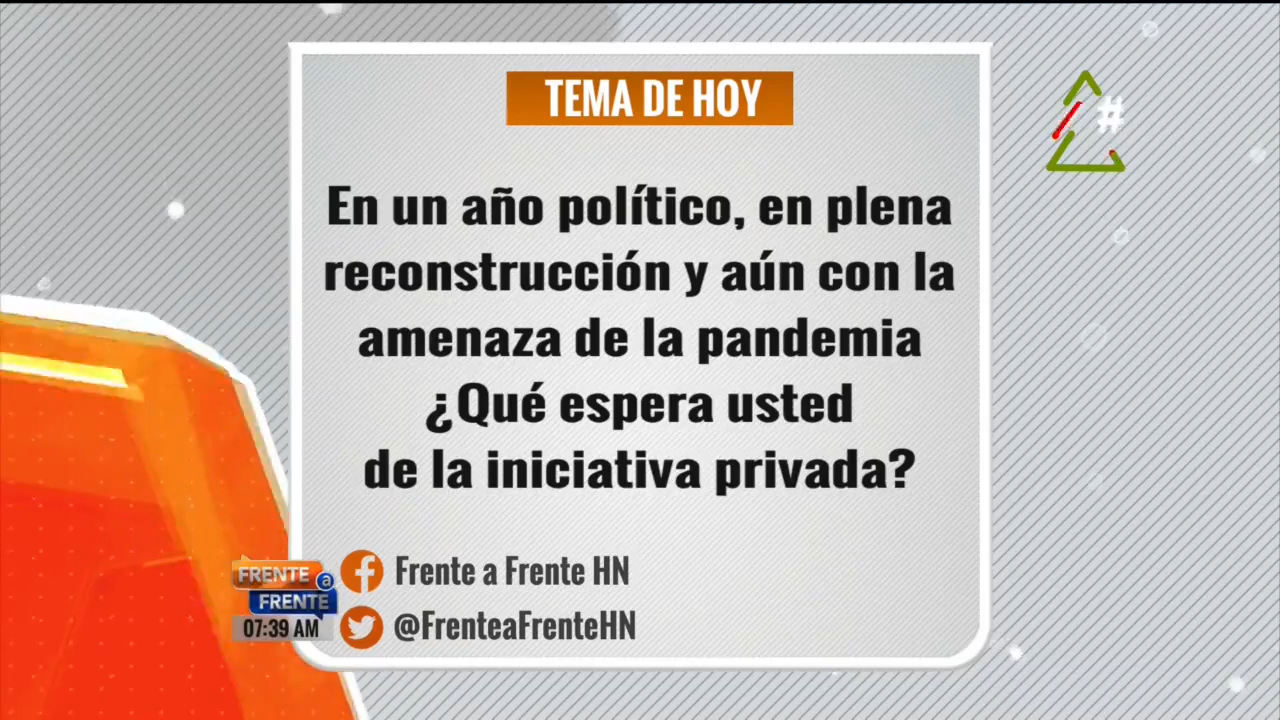 TEMA DE HOY
#
En un año político, en plena
reconstrucción y aún con la
amenaza de la pandemia
¿Qué espera usted
de la iniciativa privada?
Frente a Frente HN
@FrenteaFrenteHN
FRENTE a
FRENTE
07:39 AM